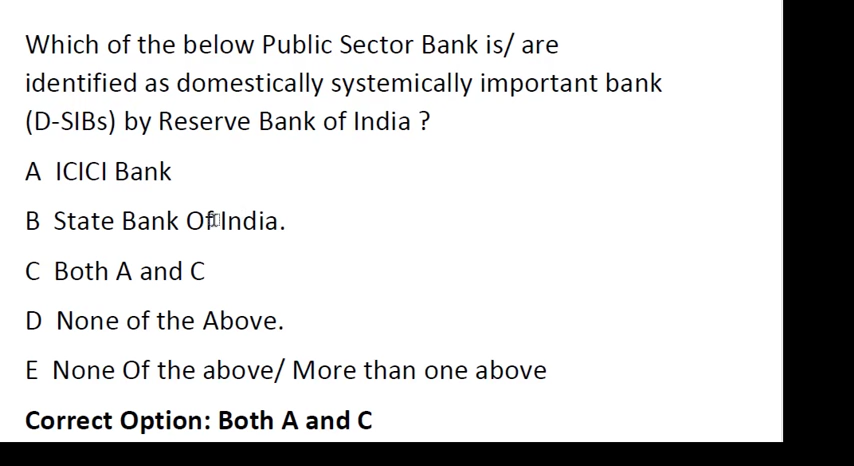 Which of the below Public Sector Bank is/ are
identified as domestically systemically important bank
(D-SIBs) by Reserve Bank of India ?
A ICICI Bank
B State Bank Of India.
C Both A and C
D None of the Above.
E None Of the above/ More than one above
Correct Option: Both A and C